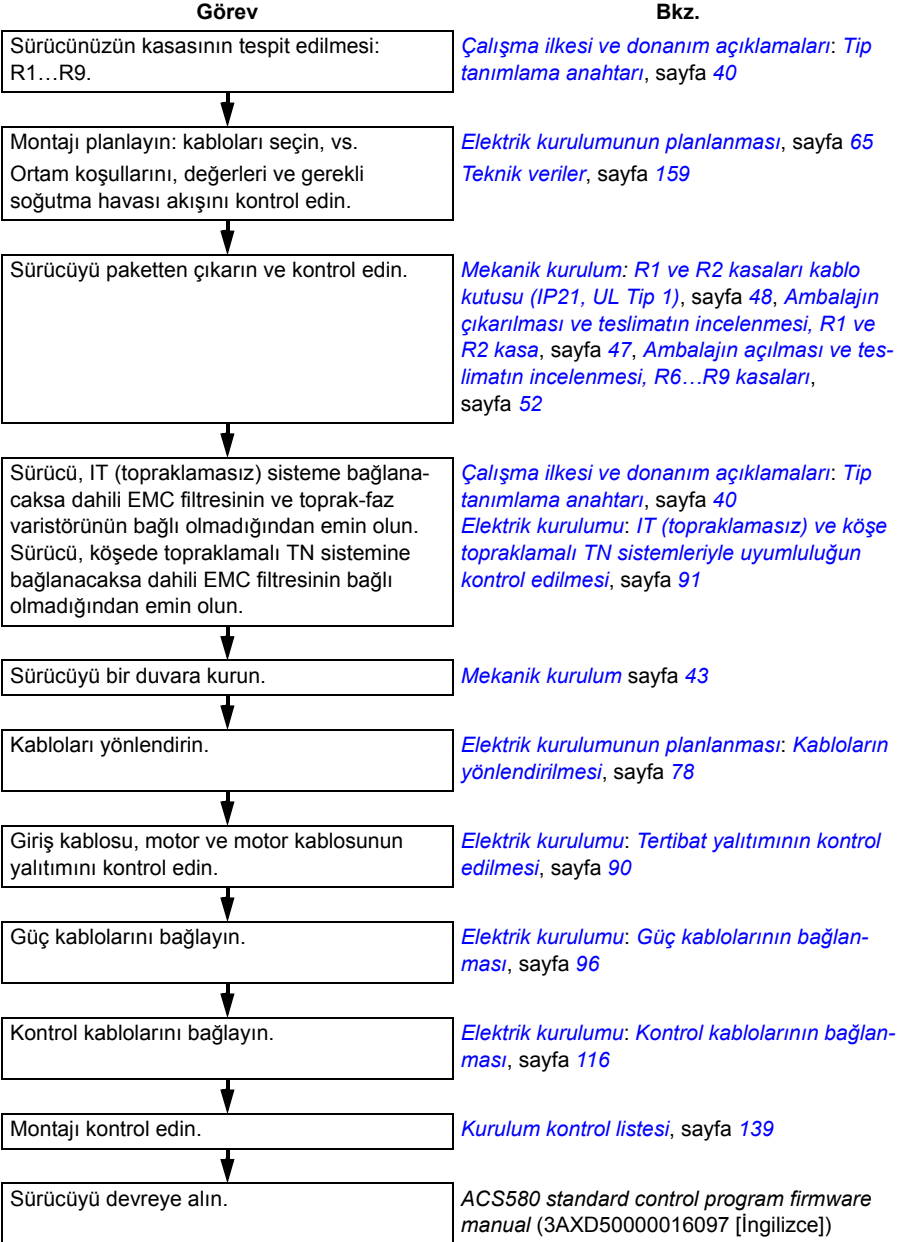 Görev
Bkz.
Sürücünüzün kasasının tespit edilmesi:
R1…R9.
Çalışma ilkesi ve donanım açıklamaları: Tip
tanımlama anahtarı, sayfa 40
Montajı planlayın: kabloları seçin, vs.
Ortam koşullarını, değerleri ve gerekli
soğutma havası akışını kontrol edin.
Elektrik kurulumunun planlanması, sayfa 65
Teknik veriler, sayfa 159
Sürücüyü paketten çıkarın ve kontrol edin.
Mekanik kurulum: R1 ve R2 kasaları kablo
kutusu (IP21, UL Tip 1), sayfa 48, Ambalajın
çıkarılması ve teslimatın incelenmesi, R1 ve
R2 kasa, sayfa 47, Ambalajın açılması ve tes-
limatın incelenmesi, R6…R9 kasaları,
sayfa 52
Sürücü, IT (topraklamasız) sisteme bağlana-
caksa dahili EMC filtresinin ve toprak-faz
varistörünün bağlı olmadığından emin olun.
Sürücü, köşede topraklamalı TN sistemine
bağlanacaksa dahili EMC filtresinin bağlı
olmadığından emin olun.
Çalışma ilkesi ve donanım açıklamaları: Tip
tanımlama anahtarı, sayfa 40
Elektrik kurulumu: IT (topraklamasız) ve köşe
topraklamalı TN sistemleriyle uyumluluğun
kontrol edilmesi, sayfa 91
Sürücüyü bir duvara kurun.
Mekanik kurulum sayfa 43
Kabloları yönlendirin.
Elektrik kurulumunun planlanması: Kabloların
yönlendirilmesi, sayfa 78
Giriş kablosu, motor ve motor kablosunun
yalıtımını kontrol edin.
Elektrik kurulumu: Tertibat yalıtımının kontrol
edilmesi, sayfa 90
Güç kablolarını bağlayın.
Elektrik kurulumu: Güç kablolarının bağlan-
ması, sayfa 96
Kontrol kablolarını bağlayın.
Elektrik kurulumu: Kontrol kablolarının bağlan-
ması, sayfa 116
Montajı kontrol edin.
Kurulum kontrol listesi, sayfa 139
Sürücüyü devreye alın.
ACS580 standard control program firmware
manual (3AXD50000016097 [İngilizce])